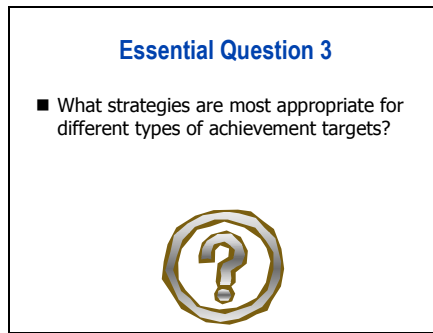 Essential Question 3
■ What strategies are most appropriate for
different types of achievement targets?
?